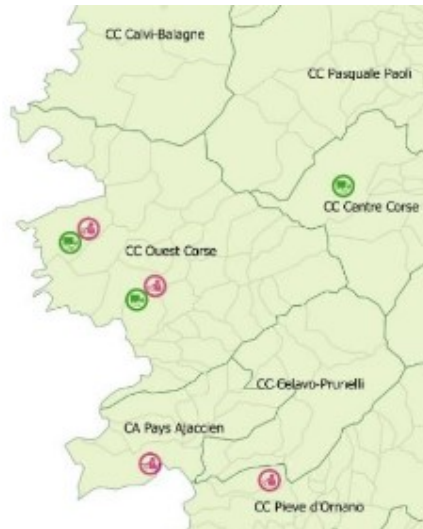 CC Calvi-Balagne
CC Pasquale Paoli
CC Centre Corse
CC Ouest Corse
CC Celavo-Prunelli
CA Pays Ajaccien
CC Pieve d'Ornano